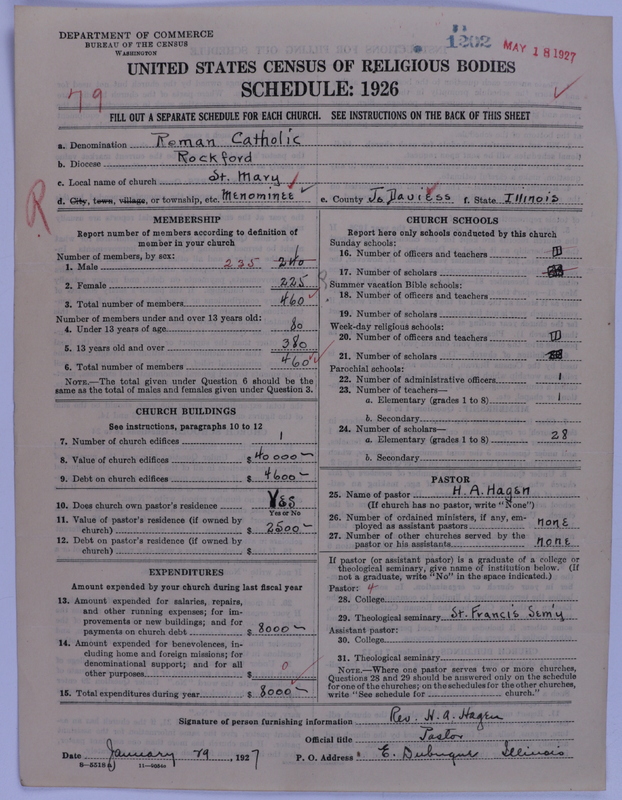 DEPARTMENT OF COMMERCE
BUREAU OF THE CENSUS
WASHINGTON
1202
MAY 18 1927
UNITED STATES CENSUS OF RELIGIOUS BODIES
SCHEDULE: 1926
79
FILL OUT A SEPARATE SCHEDULE FOR EACH CHURCH. SEE INSTRUCTIONS ON THE BACK OF THIS SHEET
a. Denomination Roman Catholic
b. Diocese Rockford
c. Local name of church St. Mary
d. City, town, village, or township, etc. Menominee e. County Jo Daviess f. State Illinois
R
MEMBERSHIP
Report number of members according to definition of member in your church
Number of members, by sex:
1. Male 235 240
2. Female 225
3. Total number of members 460
Number of members under and over 13 years old:
4. Under 13 years of age 80
5. 13 years old and over 380
6. Total number of members 460
NOTE.—The total given under Question 6 should be the same as the total of males and females given under Question 3.
CHURCH BUILDINGS
See instructions, paragraphs 10 to 12
7. Number of church edifices 1
8. Value of church edifices $40000
9. Debt on church edifices $4600
10. Does church own pastor's residence Yes
Yes or No
11. Value of pastor's residence (if owned by church) $2500
12. Debt on pastor's residence (if owned by church) $
EXPENDITURES
Amount expended by your church during last fiscal year
13. Amount expended for salaries, repairs, and other running expenses; for improvements or new buildings; and for payments on church debt $8000
14. Amount expended for benevolences, including home and foreign missions; for denominational support; and for all other purposes $ 0
15. Total expenditures during year $8000
CHURCH SCHOOLS
Report here only schools conducted by this church
Sunday schools:
16. Number of officers and teachers
17. Number of scholars
Summer vacation Bible schools:
18. Number of officers and teachers
19. Number of scholars
Week-day religious schools:
20. Number of officers and teachers
21. Number of scholars
Parochial schools:
22. Number of administrative officers 1
23. Number of teachers—
a. Elementary (grades 1 to 8) 1
b. Secondary
24. Number of scholars—
a. Elementary (grades 1 to 8) 28
b. Secondary
PASTOR
25. Name of pastor H. A. Hagen
(If church has no pastor, write "None")
26. Number of ordained ministers, if any, employed as assistant pastors none
27. Number of other churches served by the pastor or his assistants none
If pastor (or assistant pastor) is a graduate of a college or theological seminary, give name of institution below. (If not a graduate, write "No" in the space indicated.)
Pastor: 4
28. College
29. Theological seminary St. Francis Sem'y
Assistant pastor:
30. College
31. Theological seminary
NOTE.—Where one pastor serves two or more churches, Questions 28 and 29 should be answered only on the schedule for one of the churches; on the schedules for the other churches, write "See schedule for church."
Signature of person furnishing information Rev. H. A. Hagen
Official title Pastor
Date January 29, 1927 P. O. Address E. Dubuque Illinois